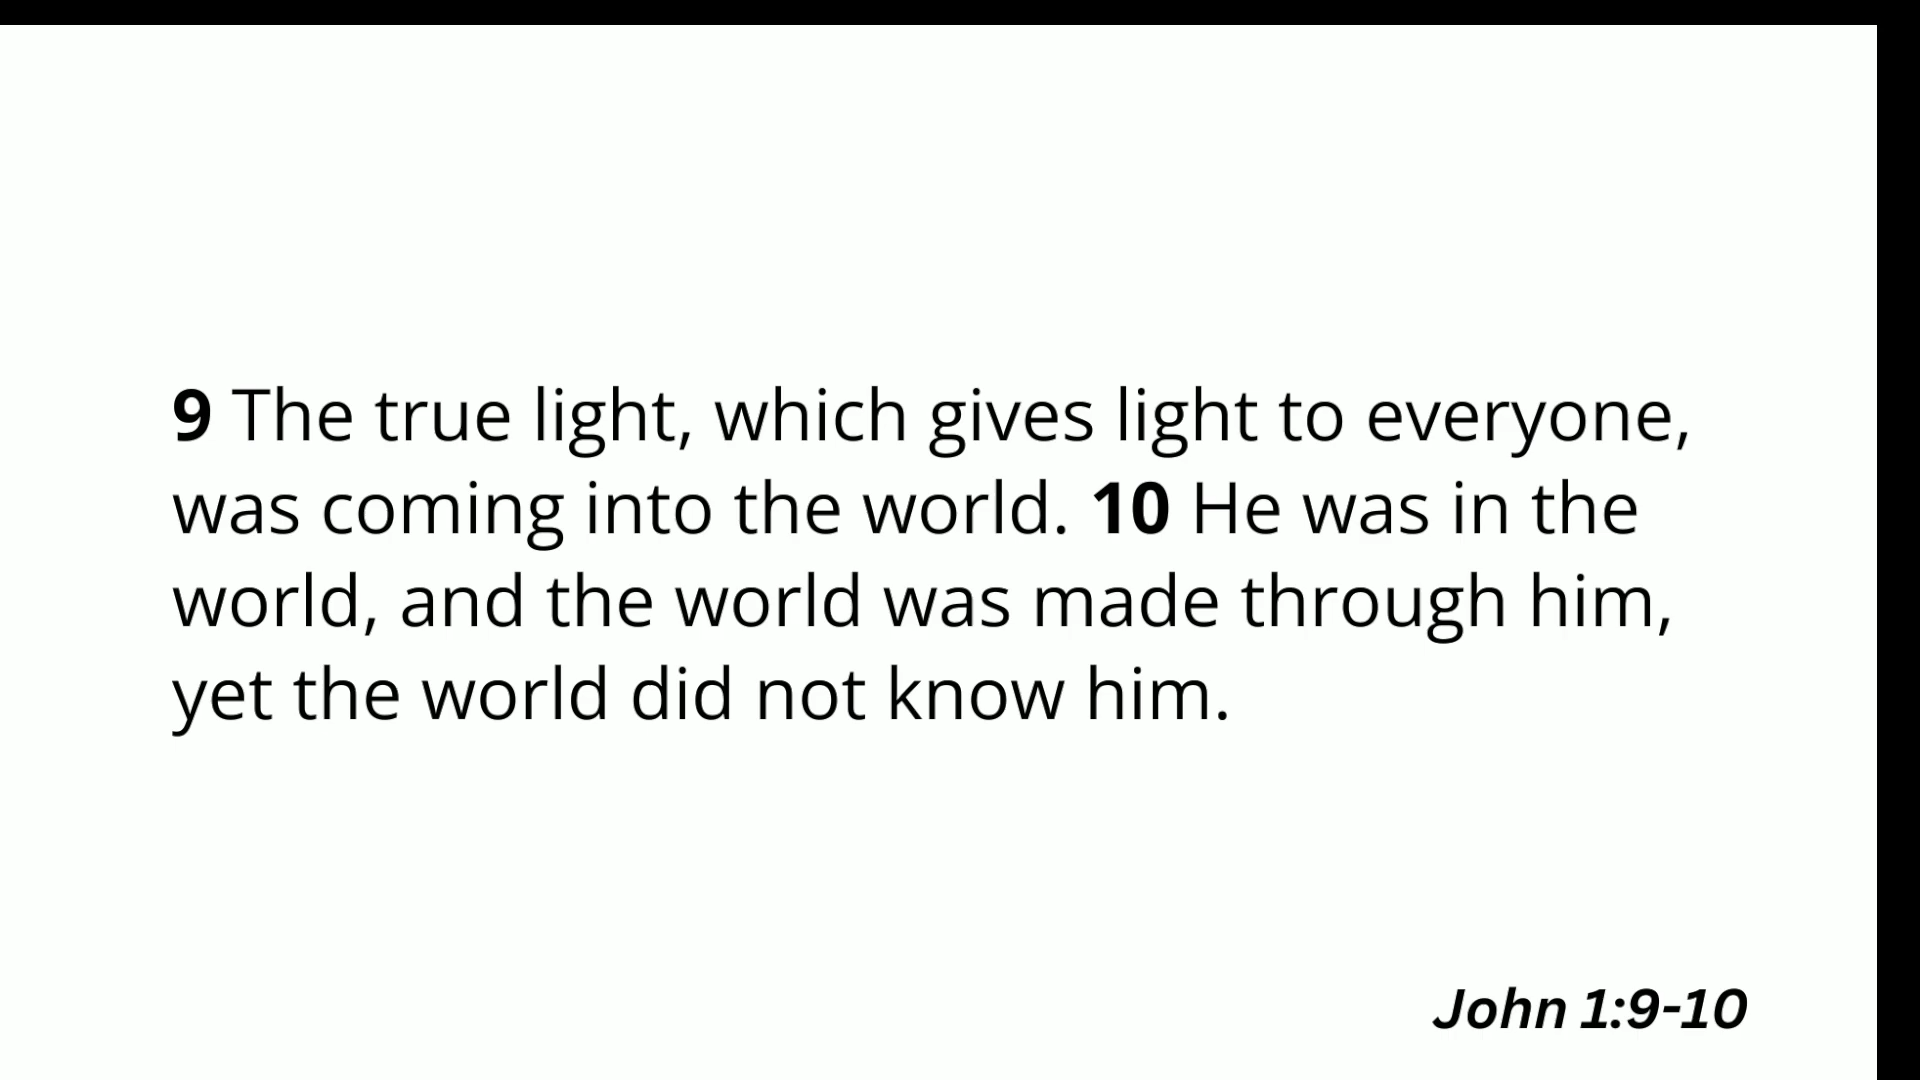 9 The true light, which gives light to everyone,
was coming into the world. 10 He was in the
world, and the world was made through him,
yet the world did not know him.
John 1:9-10